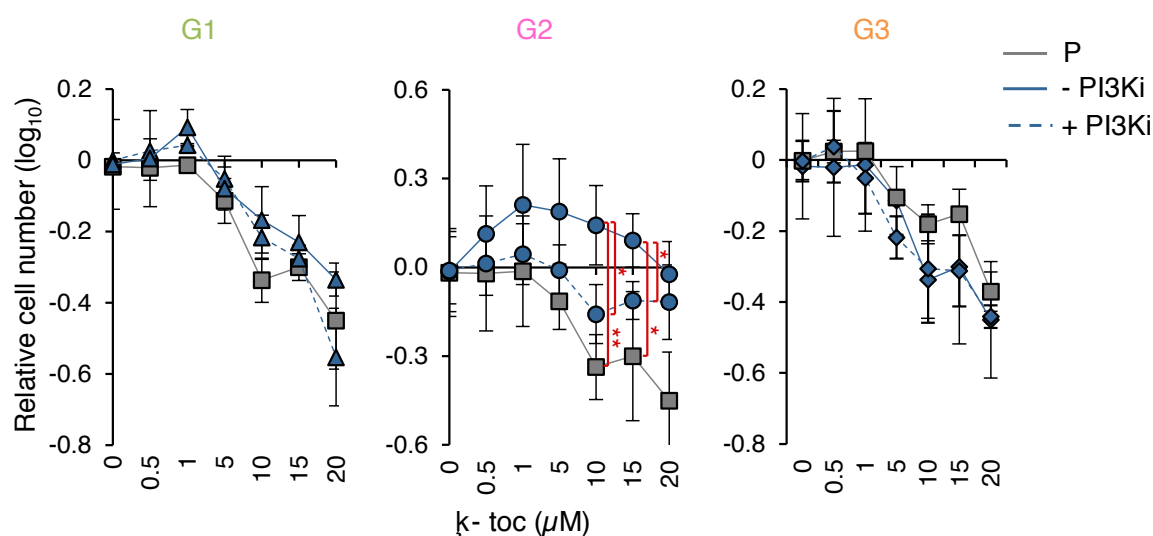 G1
G2
G3
P
- PI3Ki
+ PI3Ki
Relative cell number (log10)
0.2
0
-0.2
-0.4
-0.6
-0.8
0 0.5 1 5 10 15 20
0.6
0.3
0.0
-0.3
-0.6
0 0.5 1 5 10 15 20
*
**
*
*
0.2
0
-0.2
-0.4
-0.6
-0.8
0 0.5 1 5 10 15 20
ķ- toc (μM)